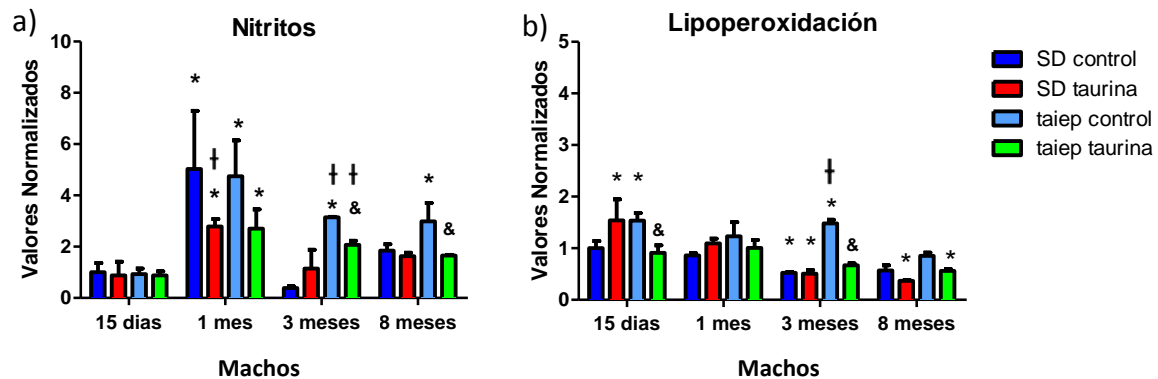 a)
Nitritos
Valores Normalizados
10
8
6
4
2
0
* ƚ * * * ƚ ƚ * & * &
15 dias 1 mes 3 meses 8 meses
Machos
b)
Lipoperoxidación
Valores Normalizados
5
4
3
2
1
0
* * & * * ƚ * & * *
15 dias 1 mes 3 meses 8 meses
Machos
SD control
SD taurina
taiep control
taiep taurina